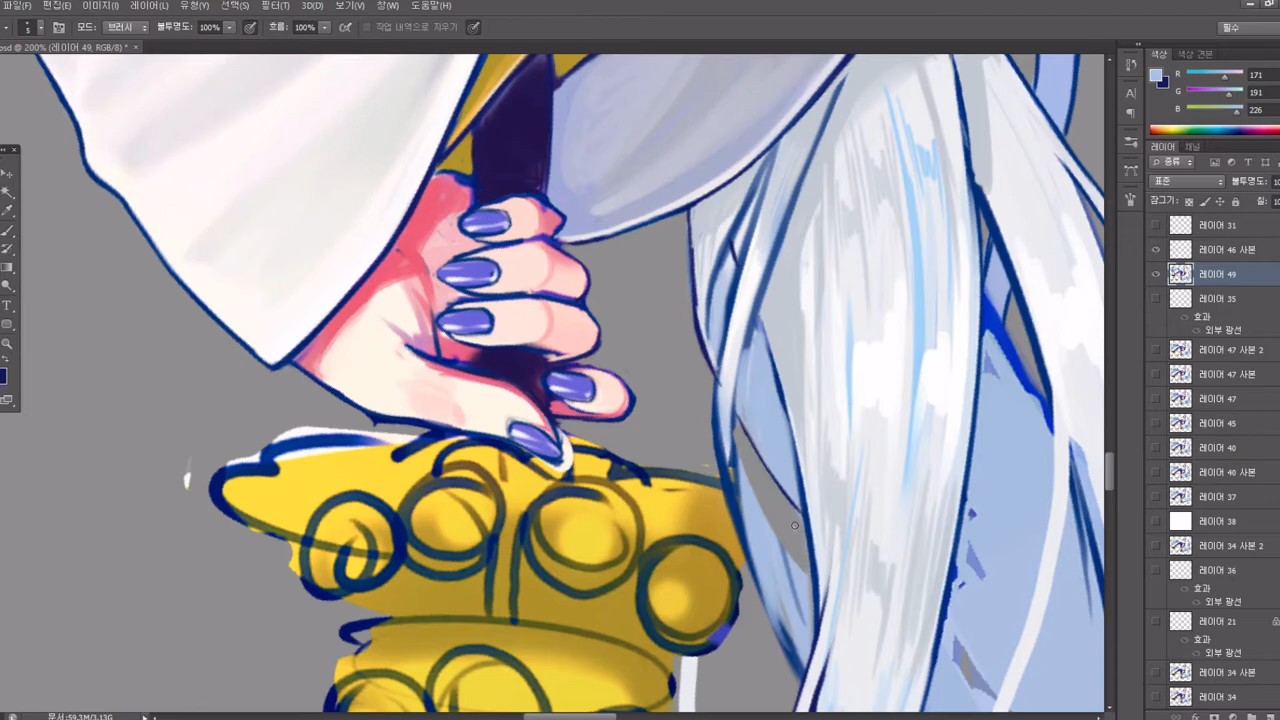 파일(F) 편집(E) 이미지(I) 레이어(L) 유형(Y) 선택(S) 필터(T) 3D(D) 보기(V) 창(W) 도움말(H)
5 모드: 브러시 불투명도: 100% 흐름: 100% 작업 내역으로 지우기 필수
psd @ 200% (레이어 49, RGB/8) * ×
색상 색상 견본
R 171
G 191
B 226
레이어 채널
종류
표준 불투명도: 10
잠그기: 칠: 10
레이어 31
레이어 46 사본
레이어 49
레이어 35
효과
외부 광선
레이어 47 사본 2
레이어 47 사본
레이어 47
레이어 45
레이어 40
레이어 40 사본
레이어 37
레이어 38
레이어 34 사본 2
레이어 36
효과
외부 광선
레이어 21
효과
외부 광선
레이어 34 사본
레이어 34
문서:59.3M/3.13G